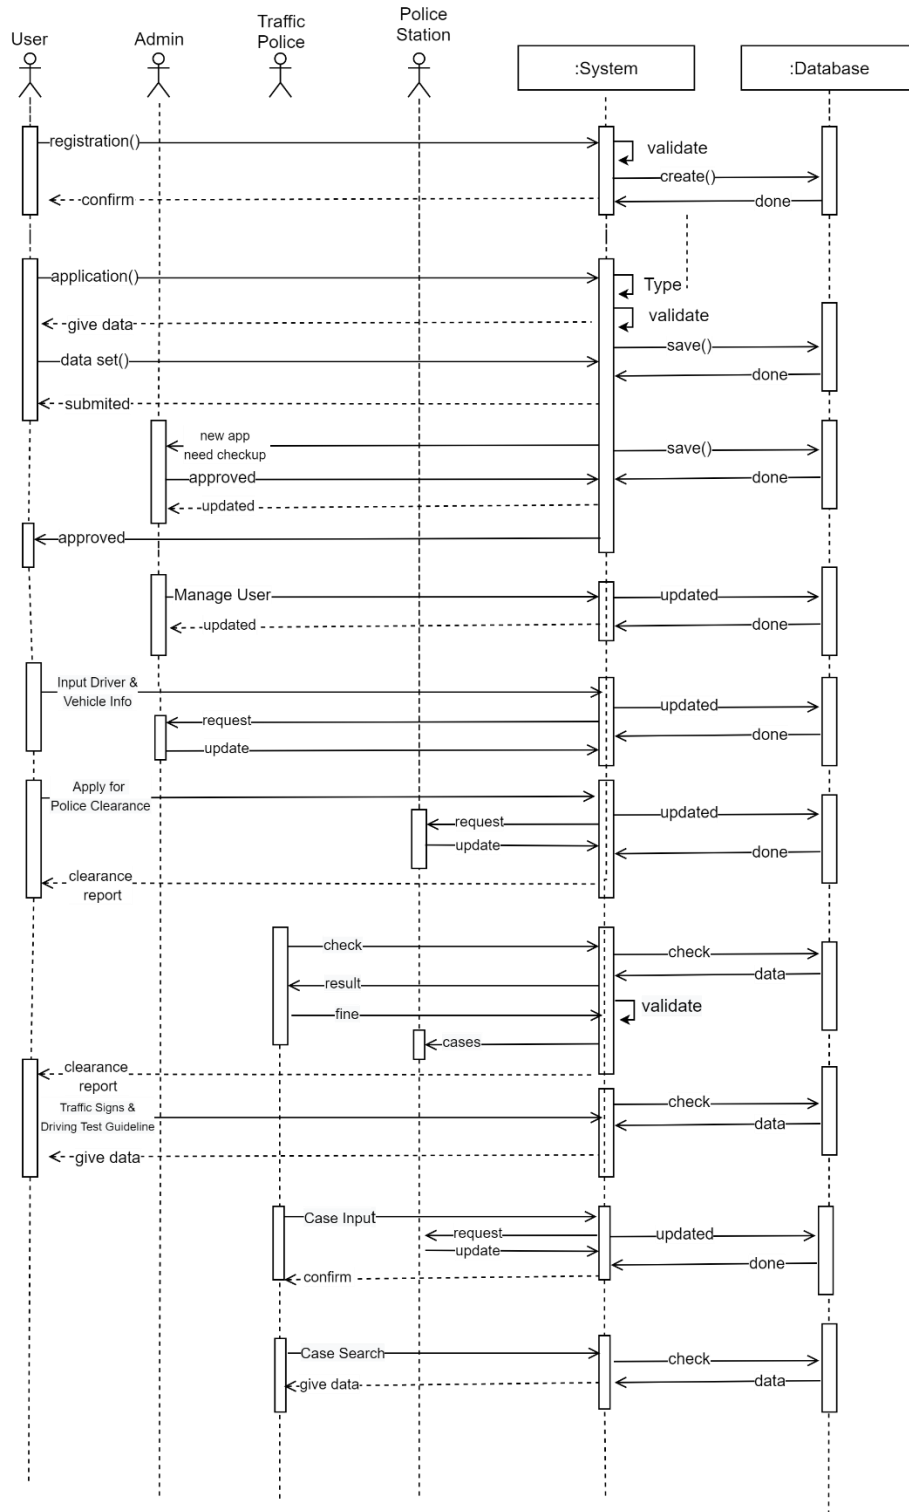 User
Admin
Traffic
Police
Police
Station
:System
:Database
registration()
validate
create()
confirm
done
application()
Type
give data
validate
data set()
save()
done
submited
new app
need checkup
save()
approved
done
updated
approved
Manage User
updated
updated
done
Input Driver &
Vehicle Info
updated
request
done
update
Apply for
Police Clearance
updated
request
update
done
clearance
report
check
check
data
result
fine
validate
cases
clearance
report
Traffic Signs &
Driving Test Guideline
check
data
give data
Case Input
request
updated
update
done
confirm
Case Search
check
give data
data